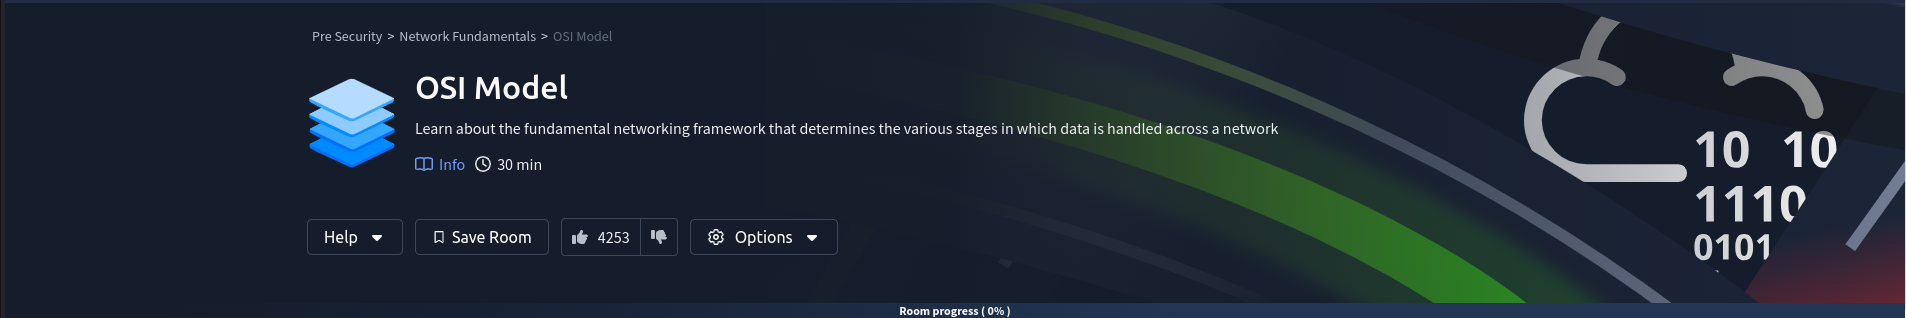 Pre Security > Network Fundamentals > OSI Model
OSI Model
Learn about the fundamental networking framework that determines the various stages in which data is handled across a network
Info 30 min
Help Save Room 4253 Options
10 10
1110
0101
Room progress ( 0% )